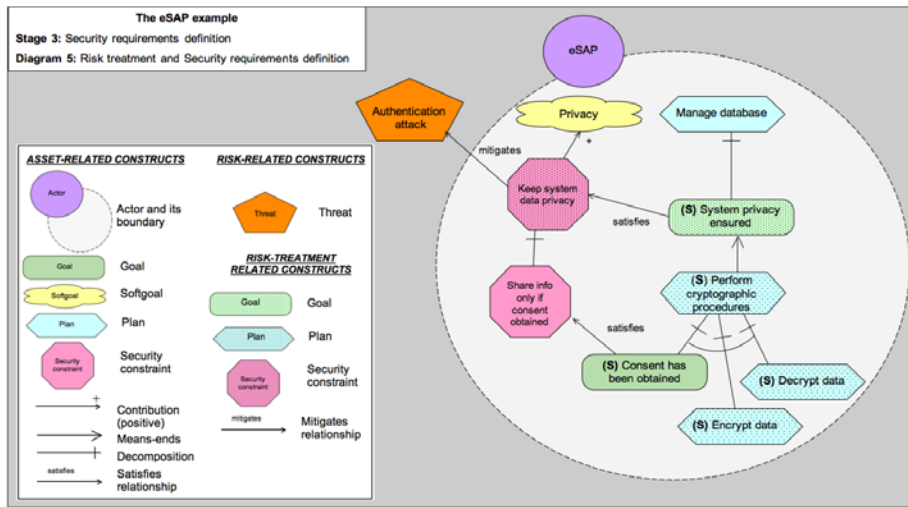 The eSAP example
Stage 3: Security requirements definition
Diagram 5: Risk treatment and Security requirements definition
ASSET-RELATED CONSTRUCTS
Actor
Actor and its
boundary
Goal
Goal
Softgoal
Softgoal
Plan
Plan
Security
constraint
Security
constraint
+
Contribution
(positive)
Means-ends
Decomposition
satisfies
Satisfies
relationship
RISK-RELATED CONSTRUCTS
Threat
Threat
RISK-TREATMENT
RELATED CONSTRUCTS
Goal
Goal
Plan
Plan
Security
constraint
Security
constraint
mitigates
Mitigates
relationship
eSAP
Authentication
attack
Privacy
Manage database
mitigates
+
Keep system
data privacy
satisfies
(S) System privacy
ensured
Share info
only if
consent
obtained
(S) Perform
cryptographic
procedures
satisfies
(S) Consent has
been obtained
(S) Decrypt data
(S) Encrypt data